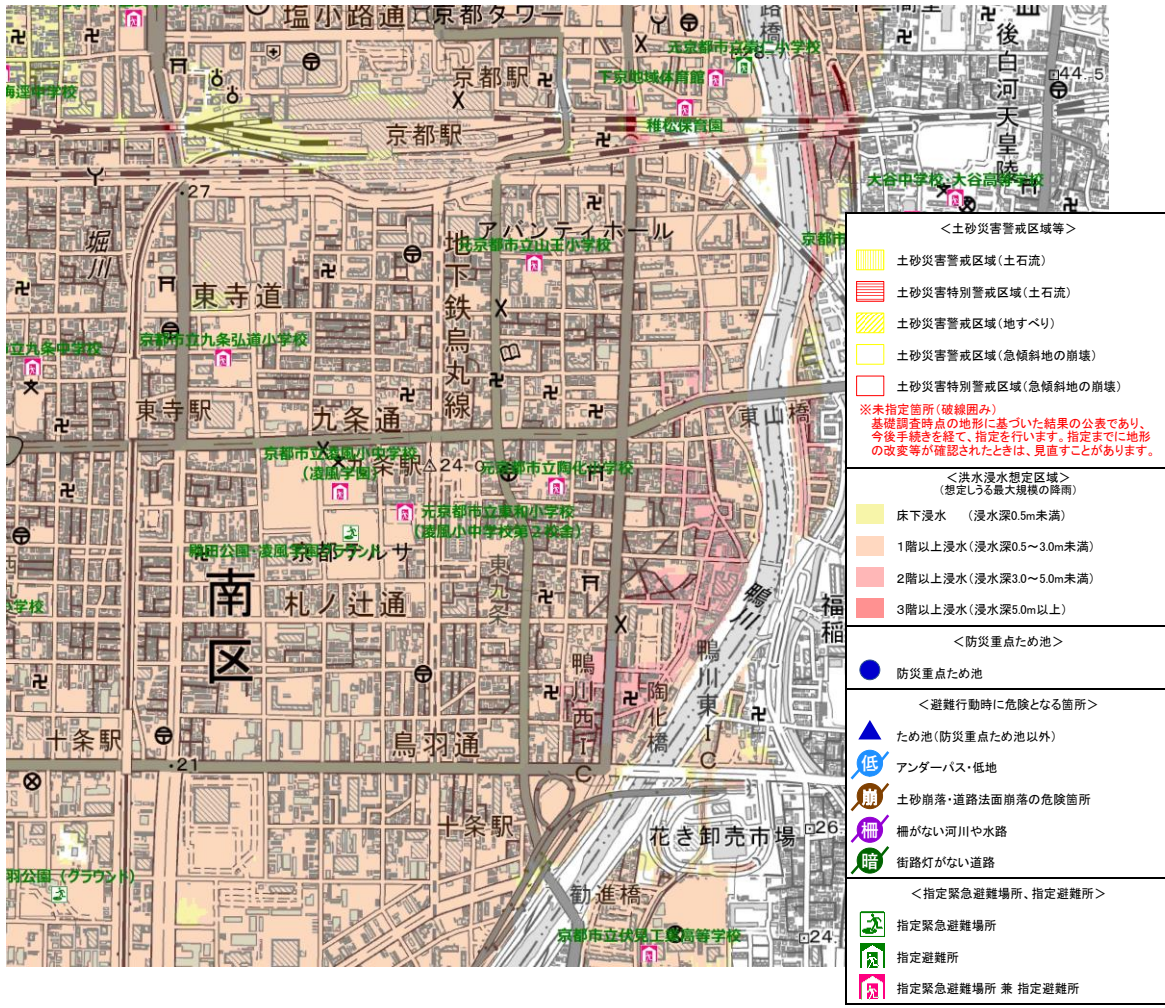 塩小路通
京都タワー
路橋
後白河天皇陵
44.5
京都駅
下京地域体育館
京都駅
稚松保育園
大谷中学校・大谷高等学校
27
堀川
アバンティホール
元京都市立山王小学校
京都市
地下鉄烏丸線
東寺道
京都市立九条弘道小学校
市立九条中学校
東寺駅
九条通
東山橋
京都市立凌風小中学校
(凌風学園)
条駅
24.
元京都市立陶化中学校
元京都市立東和小学校
(凌風小中学校第2校舎)
京都テルサ
東九条
南区
札ノ辻通
鴨川
福稲
小学校
鴨川西IC
陶化橋
鴨川東IC
十条駅
鳥羽通
21
十条駅
花き卸売市場
26.
羽公園(グラウンド)
勧進橋
京都市立伏見工業高等学校
24.
<土砂災害警戒区域等>
土砂災害警戒区域(土石流)
土砂災害特別警戒区域(土石流)
土砂災害警戒区域(地すべり)
土砂災害警戒区域(急傾斜地の崩壊)
土砂災害特別警戒区域(急傾斜地の崩壊)
※未指定箇所(破線囲み)
基礎調査時点の地形に基づいた結果の公表であり、
今後手続きを経て、指定を行います。指定までに地形
の改変等が確認されたときは、見直すことがあります。
<洪水浸水想定区域>
(想定しうる最大規模の降雨)
床下浸水 (浸水深0.5m未満)
1階以上浸水(浸水深0.5~3.0m未満)
2階以上浸水(浸水深3.0~5.0m未満)
3階以上浸水(浸水深5.0m以上)
<防災重点ため池>
防災重点ため池
<避難行動時に危険となる箇所>
ため池(防災重点ため池以外)
低 アンダーパス・低地
崩 土砂崩落・道路法面崩落の危険箇所
柵 柵がない河川や水路
暗 街路灯がない道路
<指定緊急避難場所、指定避難所>
指定緊急避難場所
指定避難所
指定緊急避難場所 兼 指定避難所